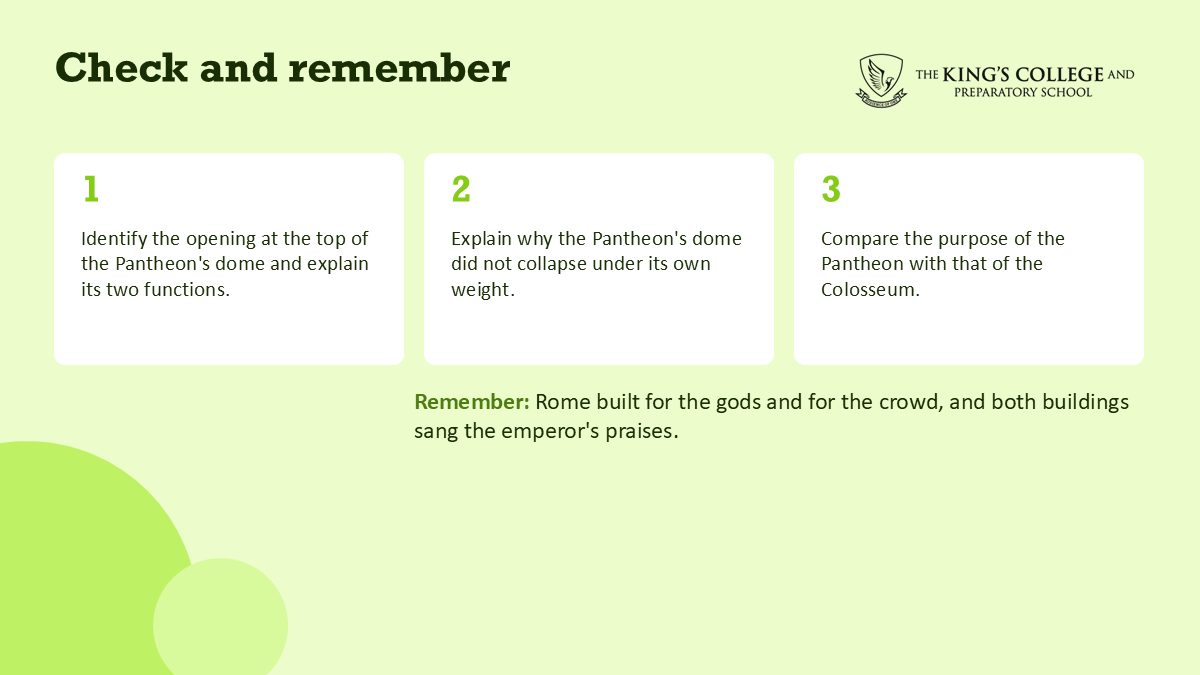 Check and remember
THE KING'S COLLEGE AND
PREPARATORY SCHOOL
1
Identify the opening at the top of
the Pantheon's dome and explain
its two functions.
2
Explain why the Pantheon's dome
did not collapse under its own
weight.
3
Compare the purpose of the
Pantheon with that of the
Colosseum.
Remember: Rome built for the gods and for the crowd, and both buildings
sang the emperor's praises.